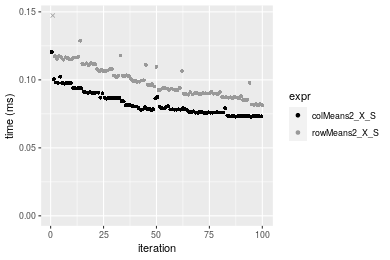 0.15
0.10
0.05
0.00
time (ms)
0
25
50
75
100
iteration
expr
colMeans2_X_S
rowMeans2_X_S